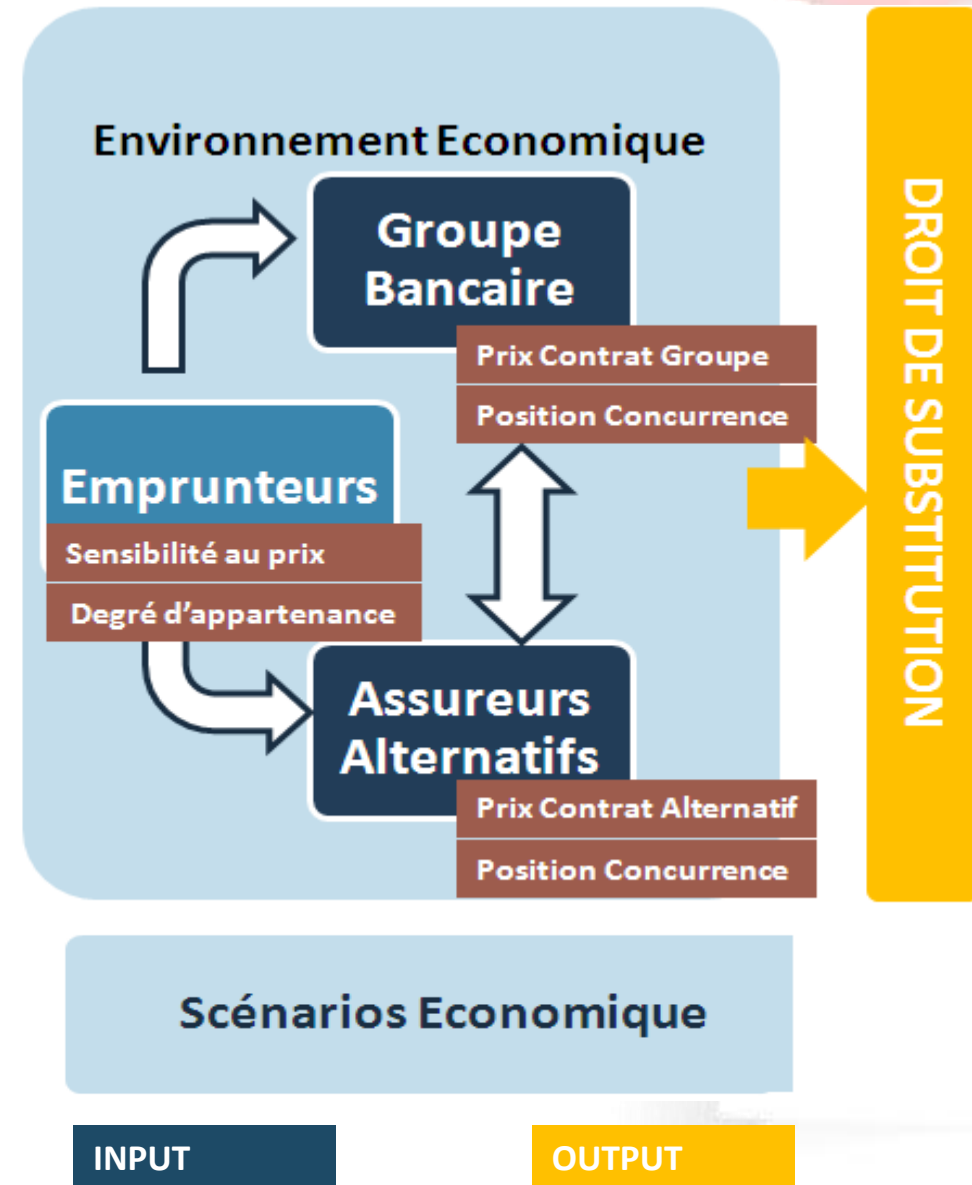 Environnement Economique
Groupe
Bancaire
Prix Contrat Groupe
Position Concurrence
Emprunteurs
Sensibilité au prix
Degré d'appartenance
Assureurs
Alternatifs
Prix Contrat Alternatif
Position Concurrence
DROIT DE SUBSTITUTION
Scénarios Economique
INPUT
OUTPUT